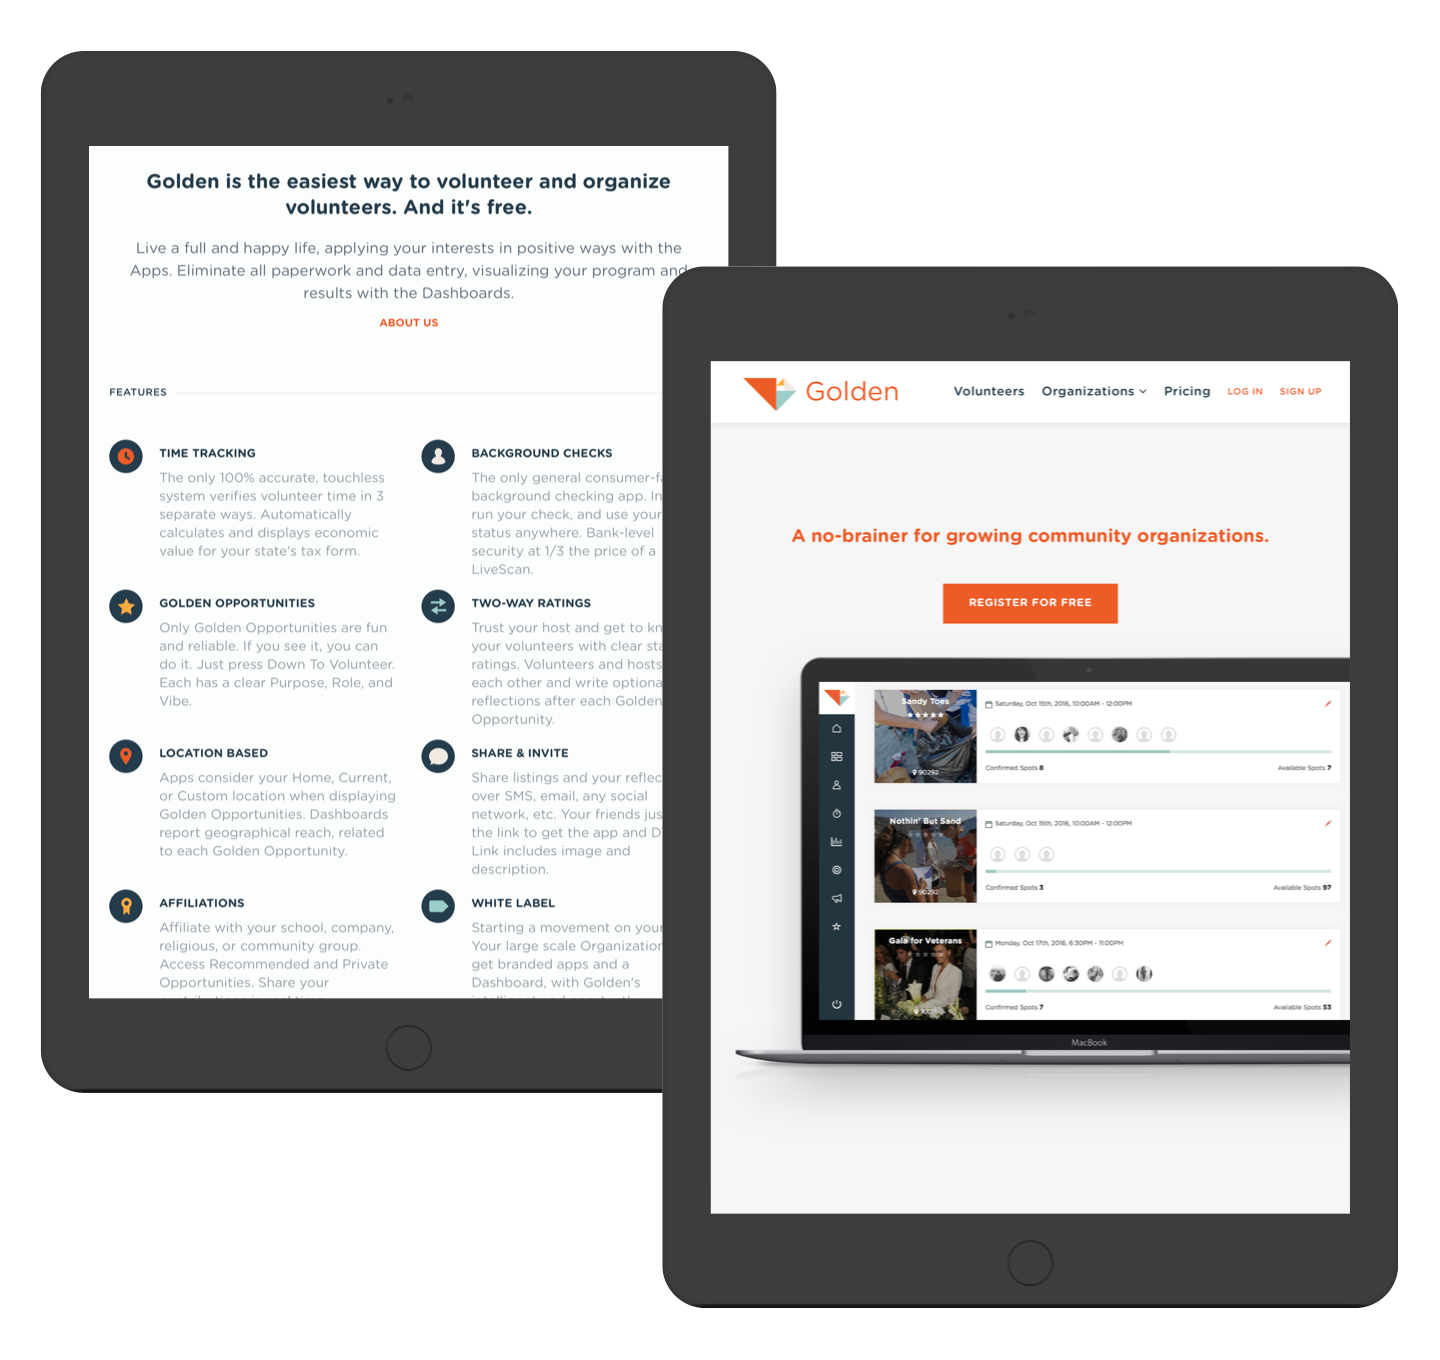 Golden is the easiest way to volunteer and organize
volunteers. And it's free.
Live a full and happy life, applying your interests in positive ways with the
Apps. Eliminate all paperwork and data entry, visualizing your program and
results with the Dashboards.
ABOUT US
FEATURES
TIME TRACKING
The only 100% accurate, touchless
system verifies volunteer time in 3
separate ways. Automatically
calculates and displays economic
value for your state's tax form.
BACKGROUND CHECKS
The only general consumer-fa
background checking app. In
run your check, and use your
status anywhere. Bank-level
security at 1/3 the price of a
LiveScan.
GOLDEN OPPORTUNITIES
Only Golden Opportunities are fun
and reliable. If you see it, you can
do it. Just press Down To Volunteer.
Each has a clear Purpose, Role, and
Vibe.
TWO-WAY RATINGS
Trust your host and get to kn
your volunteers with clear sta
ratings. Volunteers and hosts
each other and write optiona
reflections after each Golden
Opportunity.
LOCATION BASED
Apps consider your Home, Current,
or Custom location when displaying
Golden Opportunities. Dashboards
report geographical reach, related
to each Golden Opportunity.
SHARE & INVITE
Share listings and your reflec
over SMS, email, any social
network, etc. Your friends jus
the link to get the app and D
Link includes image and
description.
AFFILIATIONS
Affiliate with your school, company,
religious, or community group.
Access Recommended and Private
Opportunities. Share your
WHITE LABEL
Starting a movement on your
Your large scale Organization
get branded apps and a
Dashboard, with Golden's
Golden
Volunteers Organizations Pricing LOG IN SIGN UP
A no-brainer for growing community organizations.
REGISTER FOR FREE
Sandy Toes
90292
Saturday, Oct 15th, 2016, 10:00AM - 12:00PM
Confirmed Spots 8
Available Spots 7
Nothin' But Sand
90292
Saturday, Oct 15th, 2016, 10:00AM - 12:00PM
Confirmed Spots 3
Available Spots 97
Gala for Veterans
Monday, Oct 17th, 2016, 6:30PM - 11:00PM
Confirmed Spots 7
Available Spots 53
MacBook